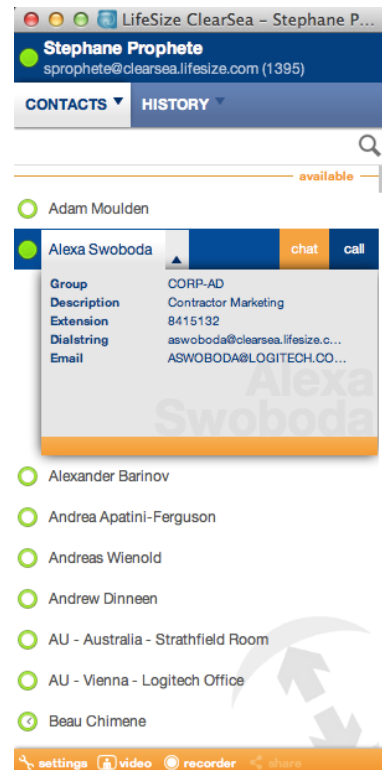 LifeSize ClearSea – Stephane P...
Stephane Prophete
sprophete@clearsea.lifesize.com (1395)
CONTACTS HISTORY
available
Adam Moulden
Alexa Swoboda chat call
Group CORP-AD
Description Contractor Marketing
Extension 8415132
Dialstring aswoboda@clearsea.lifesize.c...
Email ASWOBODA@LOGITECH.CO...
Alexa
Swoboda
Alexander Barinov
Andrea Apatini-Ferguson
Andreas Wienold
Andrew Dinneen
AU - Australia - Strathfield Room
AU - Vienna - Logitech Office
Beau Chimene
settings video recorder share